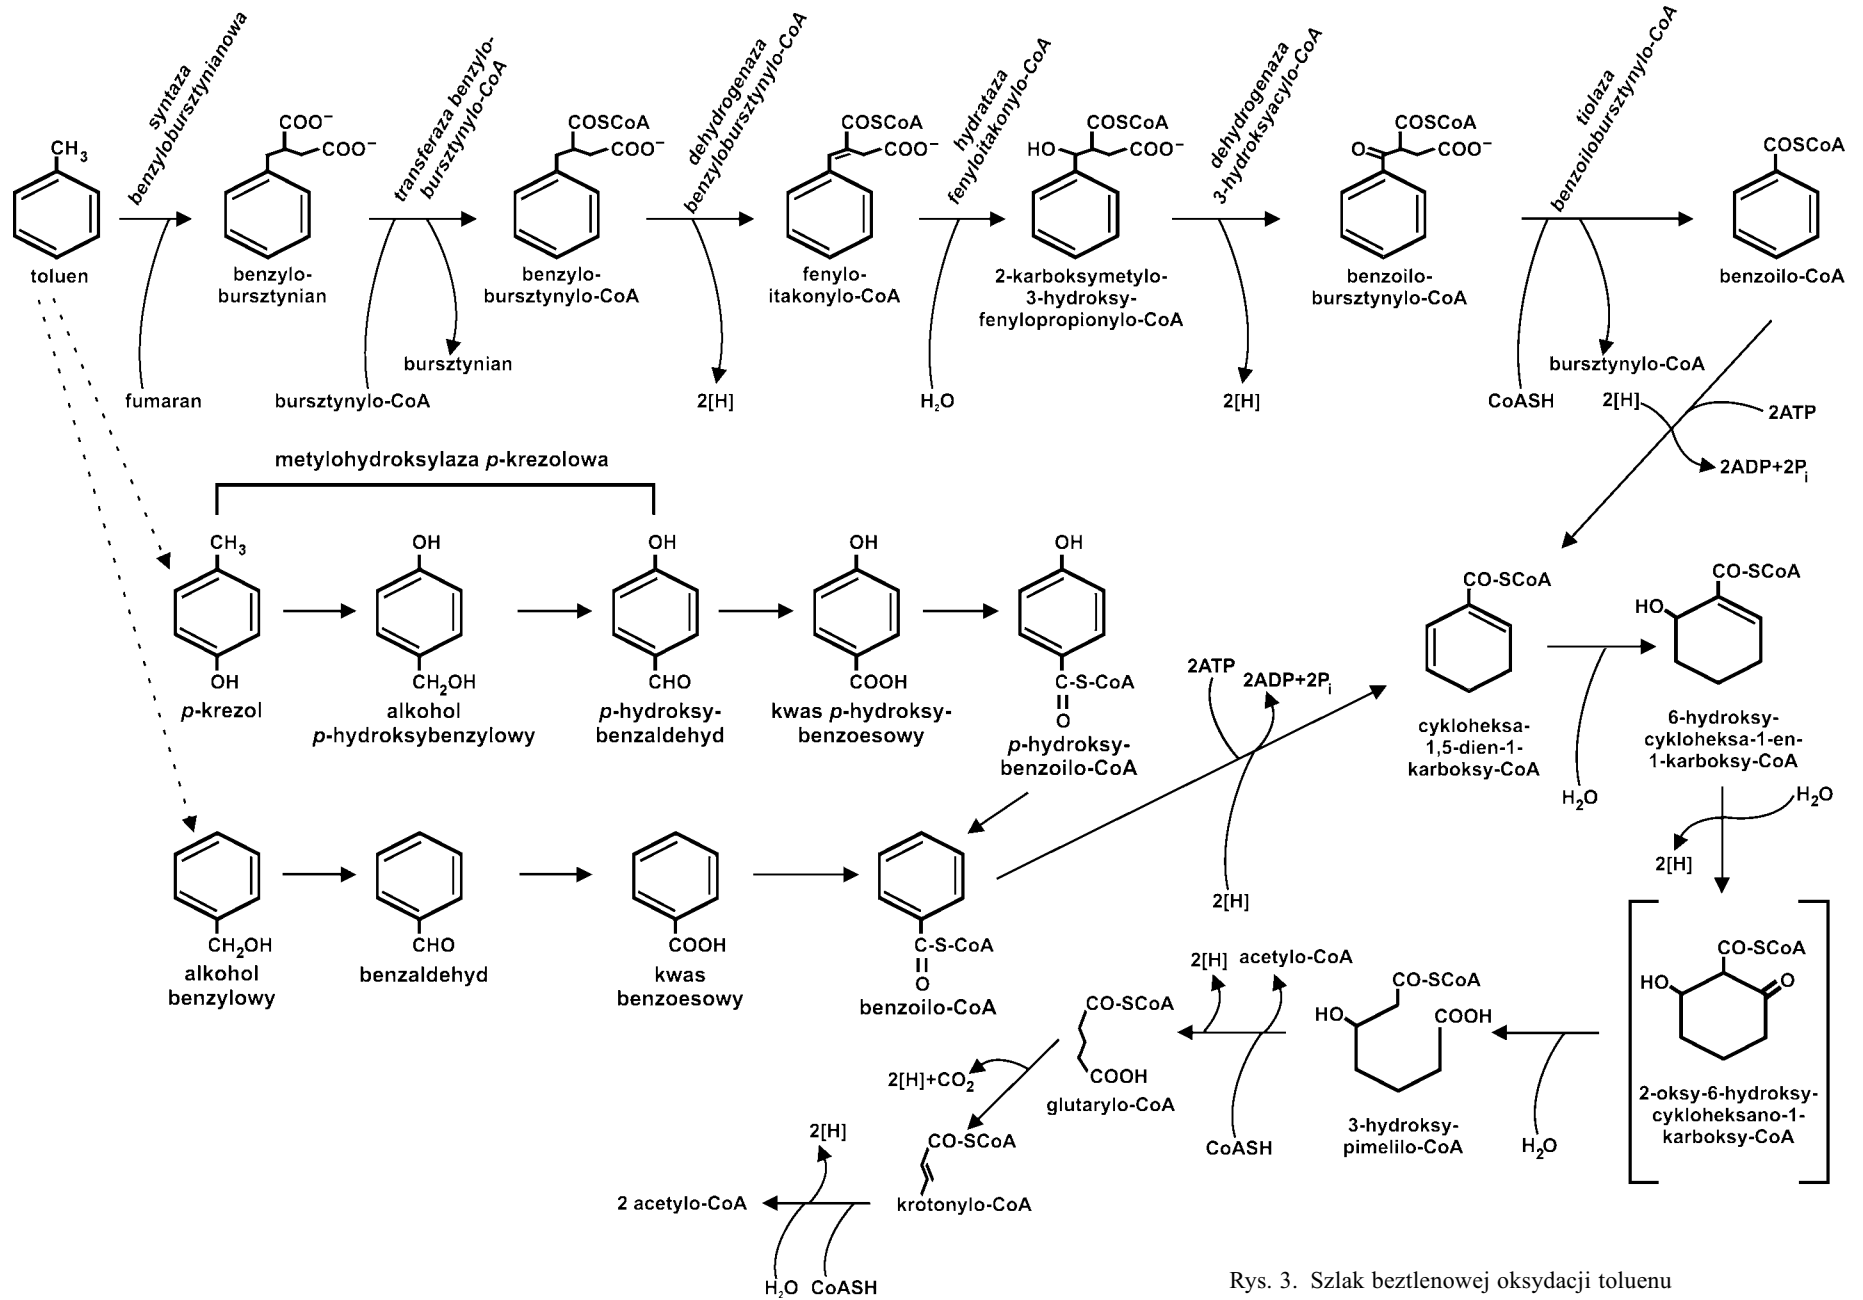 syntaza
benzylobursztynianowa
transferaza benzylo-
bursztynylo-CoA
dehydrogenaza
benzylobursztynylo-CoA
hydrataza
fenyloitakonylo-CoA
dehydrogenaza
3-hydroksyacylo-CoA
tiolaza
benzoilobursztynylo-CoA
CH3
toluen
COO−
COO−
benzylo-
bursztynian
COSCoA
COO−
benzylo-
bursztynylo-CoA
COSCoA
COO−
fenylo-
itakonylo-CoA
COSCoA
HO
COO−
2-karboksymetylo-
3-hydroksy-
fenylopropionylo-CoA
COSCoA
O
COO−
benzoilo-
bursztynylo-CoA
COSCoA
benzoilo-CoA
fumaran
bursztynylo-CoA
bursztynian
2[H]
H2O
2[H]
CoASH
bursztynylo-CoA
2[H]
2ATP
2ADP+2Pi
metylohydroksylaza p-krezolowa
CH3
OH
p-krezol
OH
CH2OH
alkohol
p-hydroksybenzylowy
OH
CHO
p-hydroksy-
benzaldehyd
OH
COOH
kwas p-hydroksy-
benzoesowy
OH
C-S-CoA
O
p-hydroksy-
benzoilo-CoA
2ATP
2ADP+2Pi
2[H]
CO-SCoA
cykloheksa-
1,5-dien-1-
karboksy-CoA
H2O
CO-SCoA
HO
6-hydroksy-
cykloheksa-1-en-
1-karboksy-CoA
H2O
2[H]
CH2OH
alkohol
benzylowy
CHO
benzaldehyd
COOH
kwas
benzoesowy
C-S-CoA
O
benzoilo-CoA
CO-SCoA
HO
O
2-oksy-6-hydroksy-
cykloheksano-1-
karboksy-CoA
H2O
CO-SCoA
HO
COOH
3-hydroksy-
pimelilo-CoA
2[H]
acetylo-CoA
CoASH
CO-SCoA
COOH
glutarylo-CoA
2[H]+CO2
CO-SCoA
krotonylo-CoA
2[H]
2 acetylo-CoA
H2O
CoASH
Rys. 3. Szlak beztlenowej oksydacji toluenu